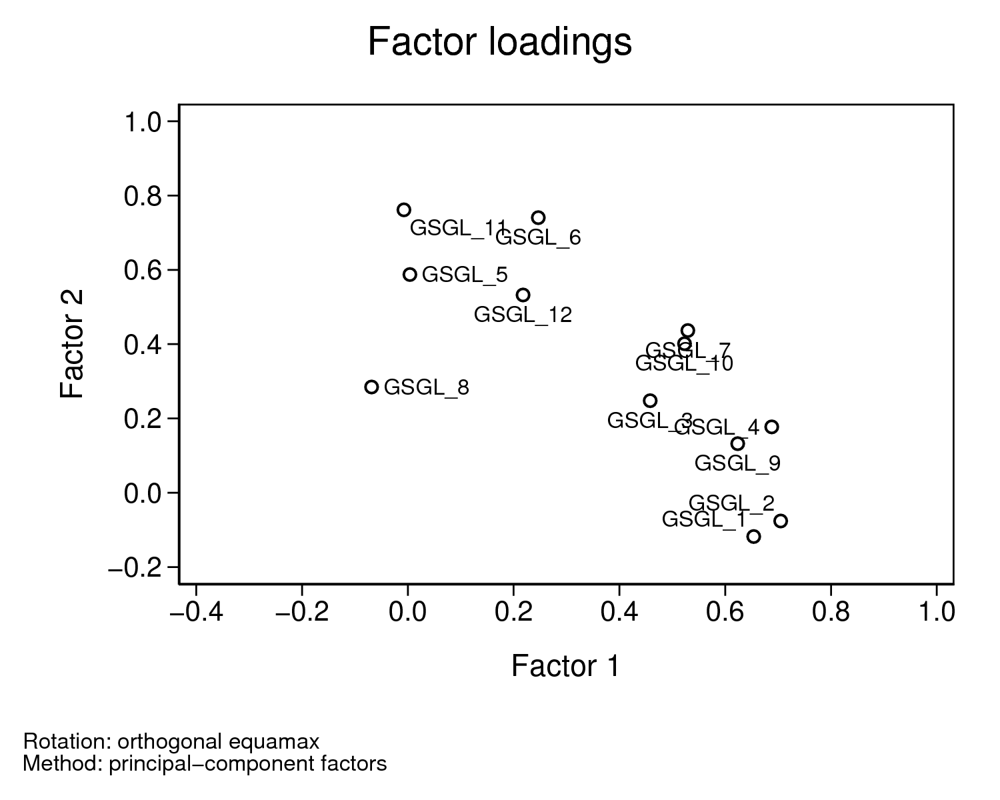 Factor loadings
1.0
0.8
0.6
0.4
0.2
0.0
−0.2
Factor 2
GSGL_11
GSGL_6
GSGL_5
GSGL_12
GSGL_7
GSGL_10
GSGL_8
GSGL_3
GSGL_4
GSGL_9
GSGL_2
GSGL_1
−0.4 −0.2 0.0 0.2 0.4 0.6 0.8 1.0
Factor 1
Rotation: orthogonal equamax
Method: principal−component factors